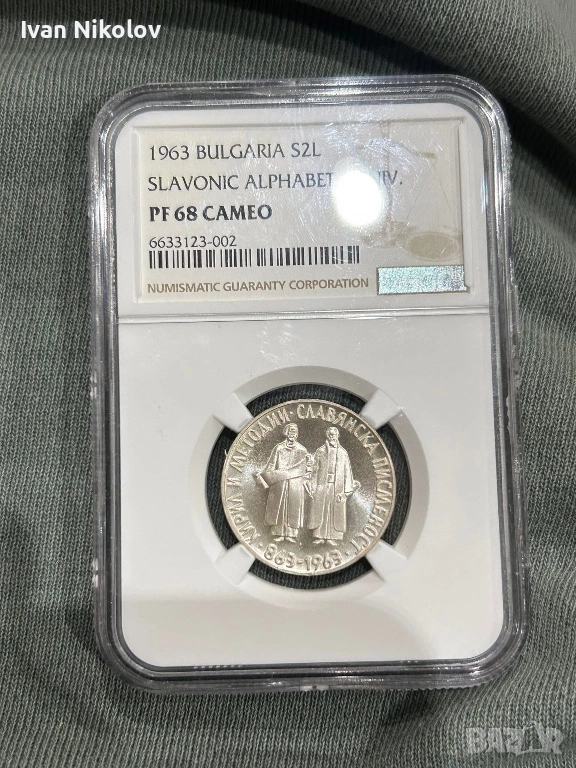 Ivan Nikolov
1963 BULGARIA S2L
SLAVONIC ALPHABET
PF 68 CAMEO
6633123-002
NUMISMATIC GUARANTY CORPORATION
КИРИЛ И МЕТОДИЙ · СЛАВЯНСКА ПИСМЕНОСТ ·
863-1963
BAZAR